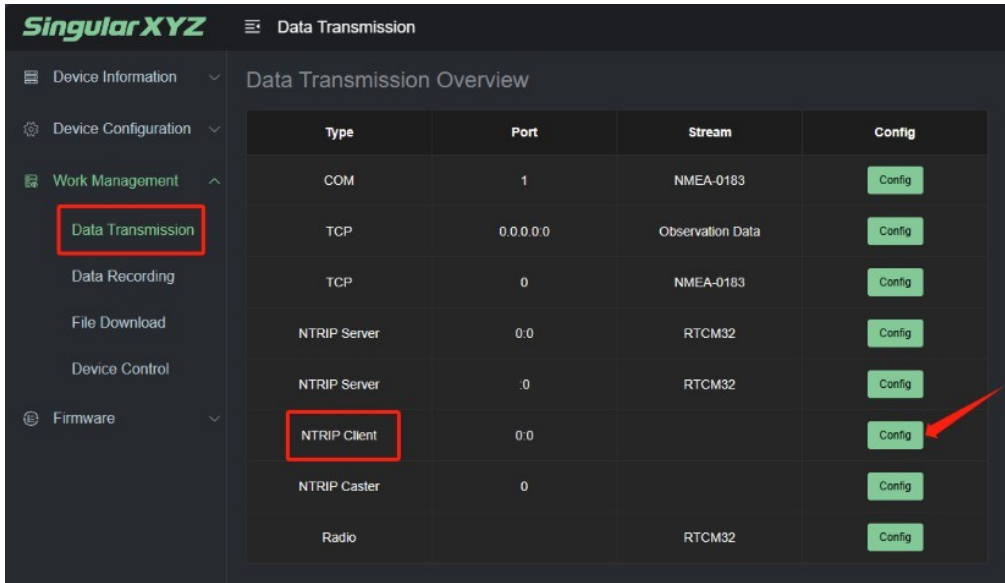 SingularXYZ
Data Transmission
Device Information
Device Configuration
Work Management
Data Transmission
Data Recording
File Download
Device Control
Firmware
Data Transmission Overview
Type Port Stream Config
COM 1 NMEA-0183 Config
TCP 0.0.0.0:0 Observation Data Config
TCP 0 NMEA-0183 Config
NTRIP Server 0:0 RTCM32 Config
NTRIP Server :0 RTCM32 Config
NTRIP Client 0:0 Config
NTRIP Caster 0 Config
Radio RTCM32 Config